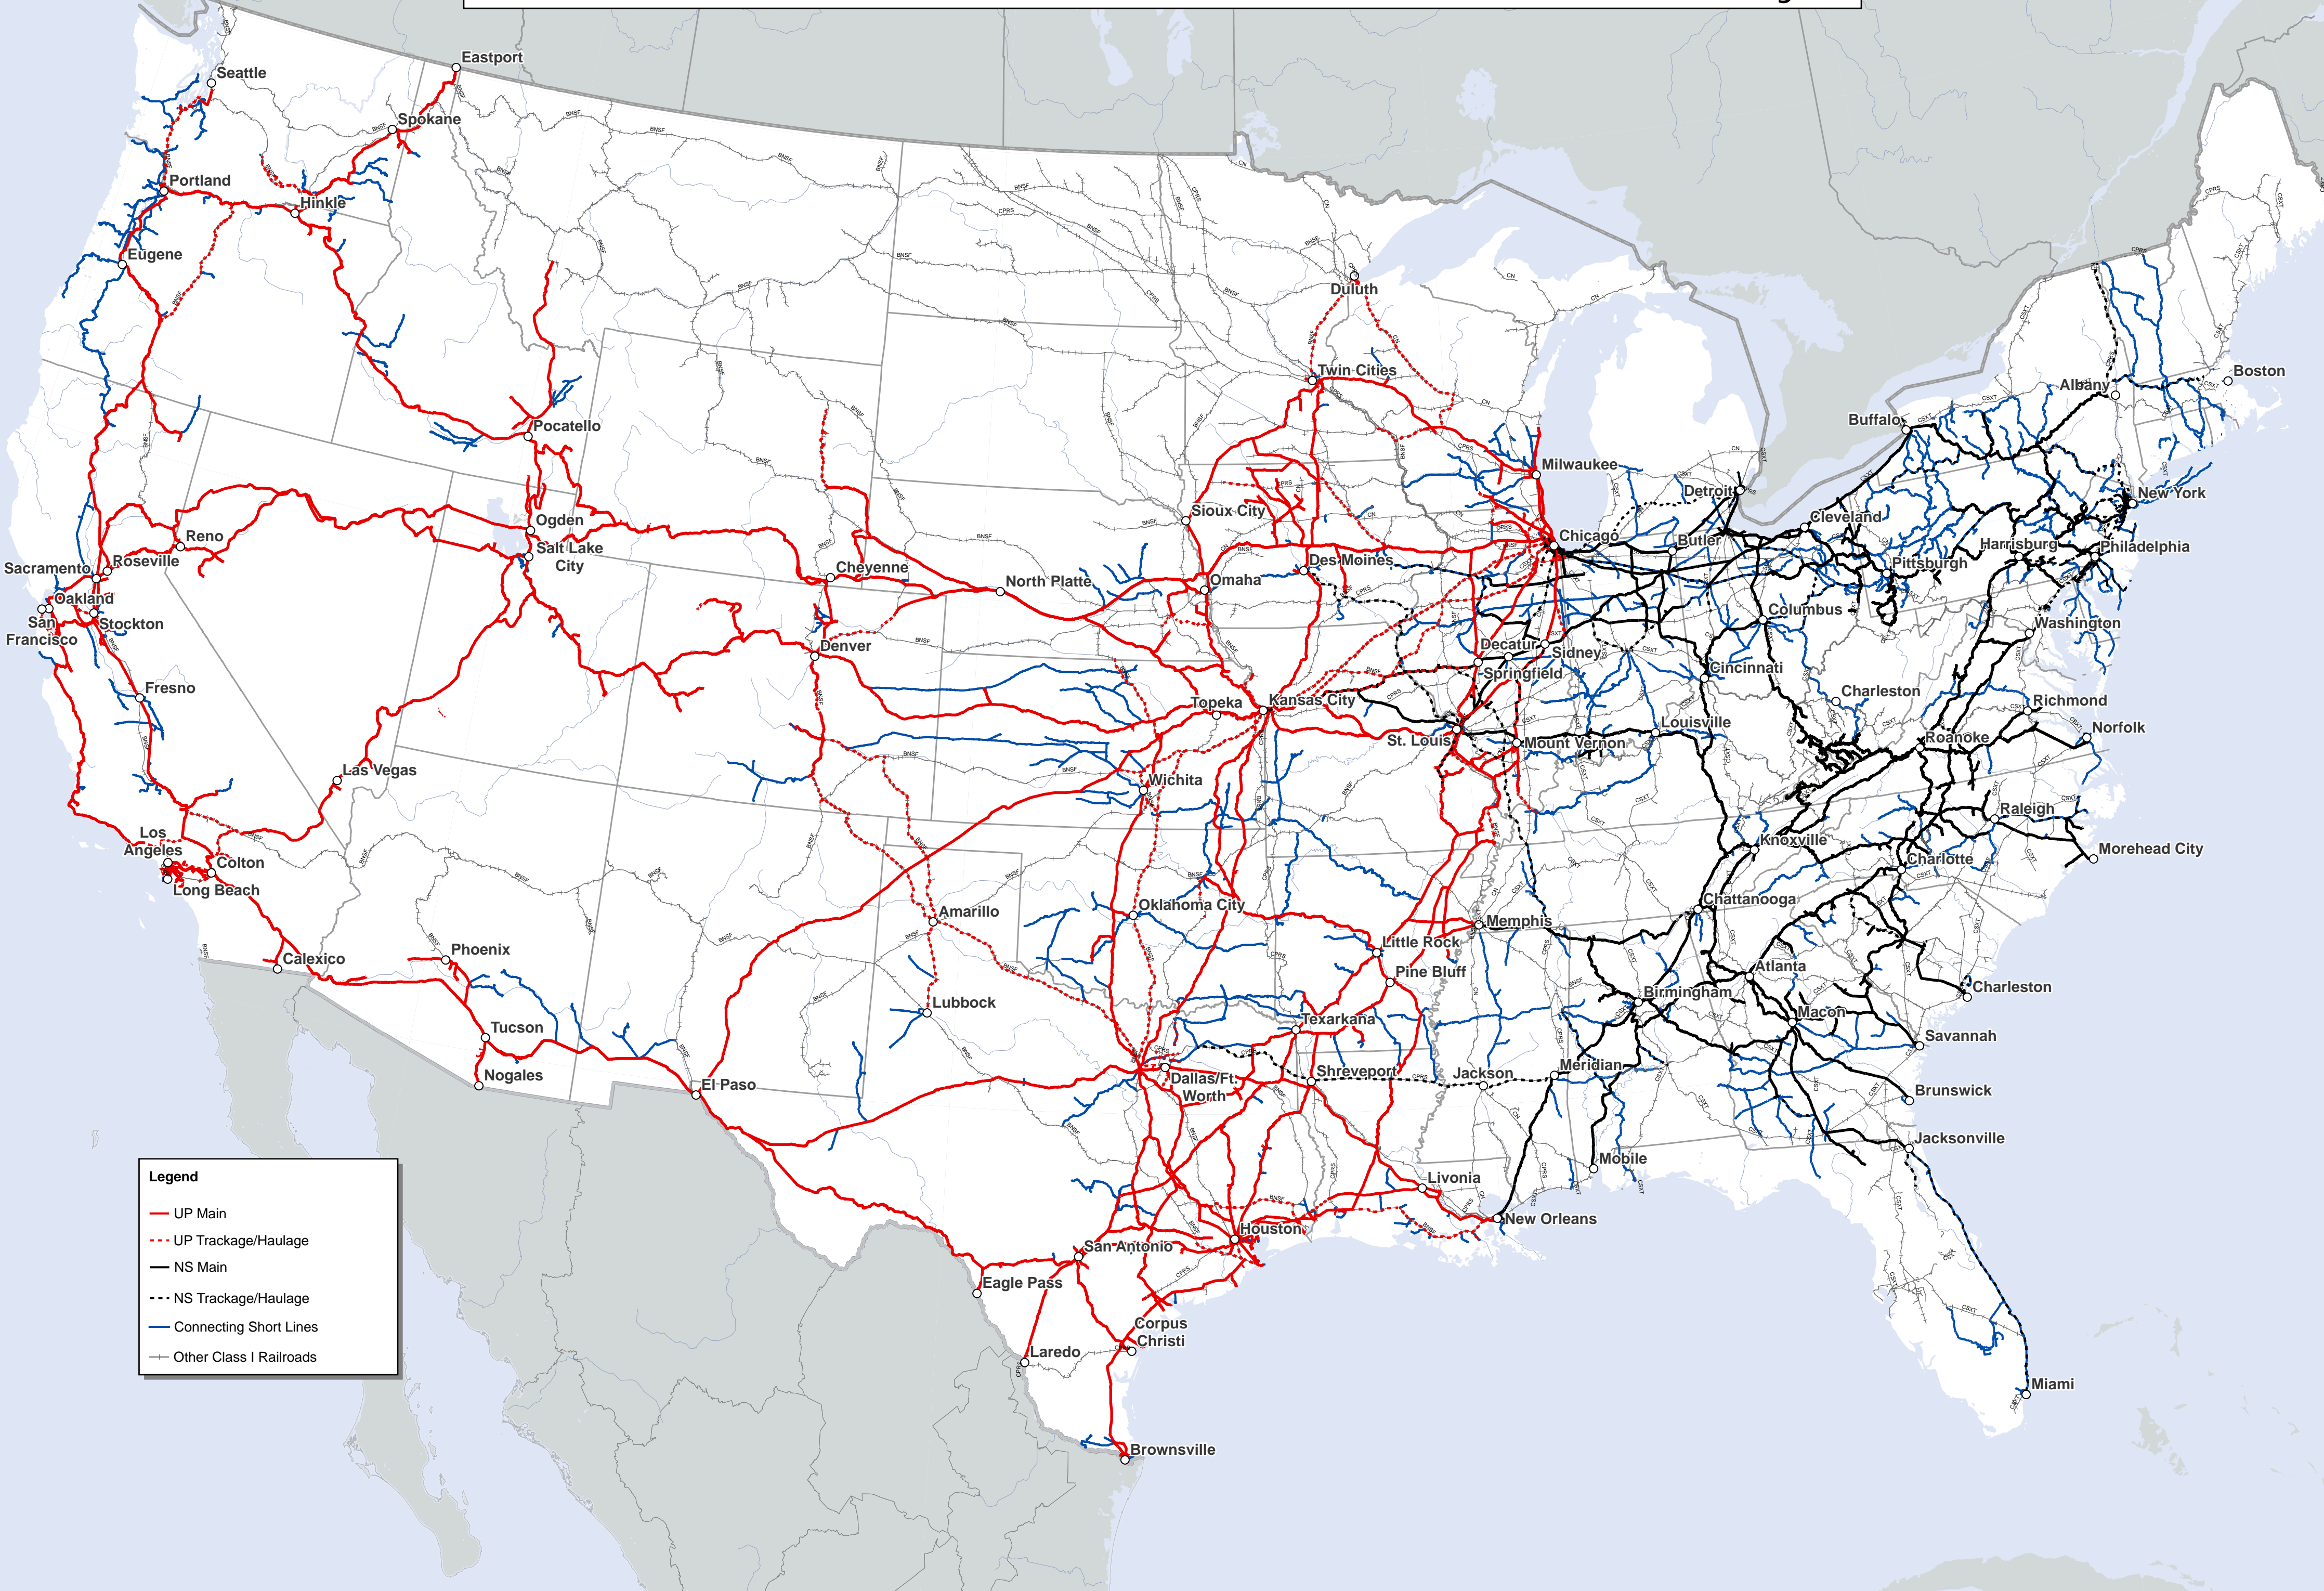 Eastport
Seattle
Spokane
Portland
Hinkle
Eugene
Duluth
Twin Cities
Boston
Albany
Buffalo
Pocatello
Milwaukee
Detroit
New York
Sioux City
Ogden
Cleveland
Reno
Chicago
Butler
Harrisburg
Philadelphia
Salt Lake
City
Roseville
Sacramento
Des Moines
Pittsburgh
Cheyenne
North Platte
Omaha
Oakland
San
Francisco
Stockton
Columbus
Washington
Denver
Decatur
Sidney
Springfield
Cincinnati
Fresno
Topeka
Kansas City
Charleston
Richmond
Louisville
Norfolk
St. Louis
Mount Vernon
Roanoke
Las Vegas
Wichita
Raleigh
Los
Angeles
Colton
Long Beach
Knoxville
Morehead City
Charlotte
Amarillo
Oklahoma City
Chattanooga
Memphis
Phoenix
Calexico
Little Rock
Pine Bluff
Atlanta
Birmingham
Charleston
Lubbock
Macon
Tucson
Texarkana
Savannah
Nogales
El Paso
Dallas/Ft.
Worth
Shreveport
Jackson
Meridian
Brunswick
Jacksonville
Mobile
Livonia
New Orleans
Houston
San Antonio
Eagle Pass
Corpus
Christi
Laredo
Miami
Brownsville
Legend
UP Main
UP Trackage/Haulage
NS Main
NS Trackage/Haulage
Connecting Short Lines
Other Class I Railroads
BNSF
CN
CPRS
CSXT